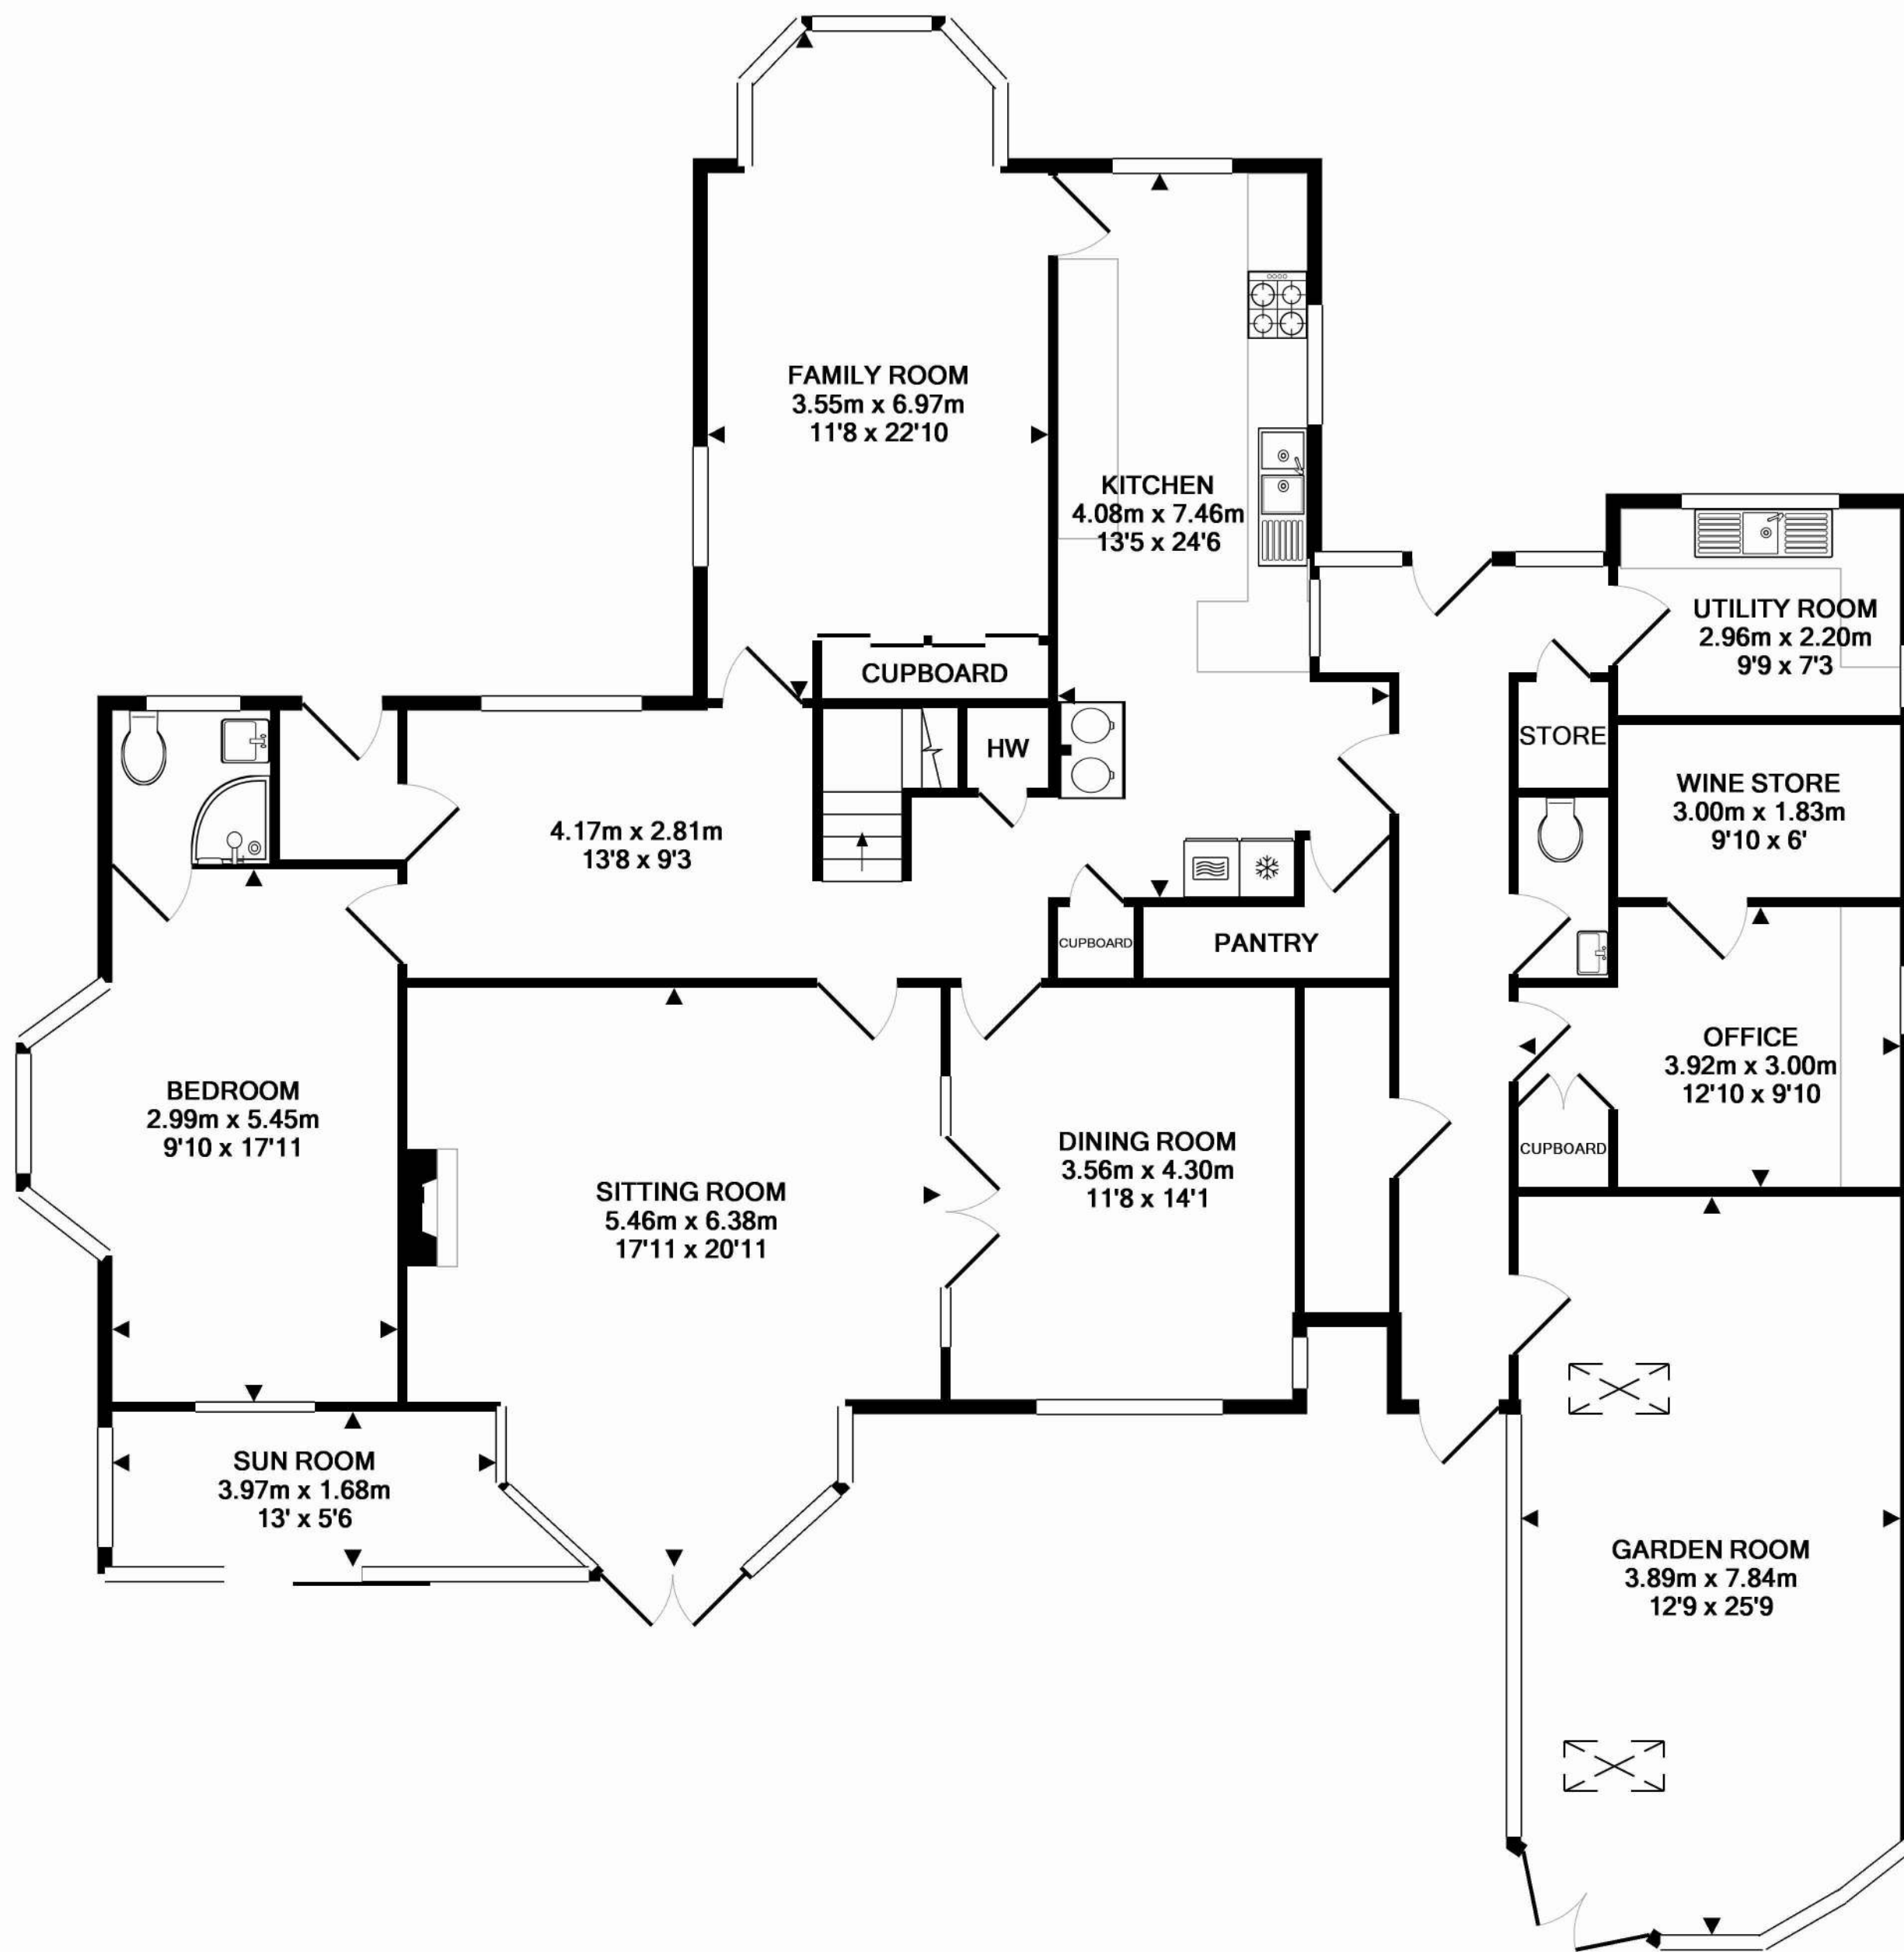 FAMILY ROOM
3.55m x 6.97m
11'8 x 22'10
KITCHEN
4.08m x 7.46m
13'5 x 24'6
UTILITY ROOM
2.96m x 2.20m
9'9 x 7'3
CUPBOARD
HW
STORE
WINE STORE
3.00m x 1.83m
9'10 x 6'
4.17m x 2.81m
13'8 x 9'3
CUPBOARD
PANTRY
OFFICE
3.92m x 3.00m
12'10 x 9'10
CUPBOARD
BEDROOM
2.99m x 5.45m
9'10 x 17'11
SITTING ROOM
5.46m x 6.38m
17'11 x 20'11
DINING ROOM
3.56m x 4.30m
11'8 x 14'1
SUN ROOM
3.97m x 1.68m
13' x 5'6
GARDEN ROOM
3.89m x 7.84m
12'9 x 25'9